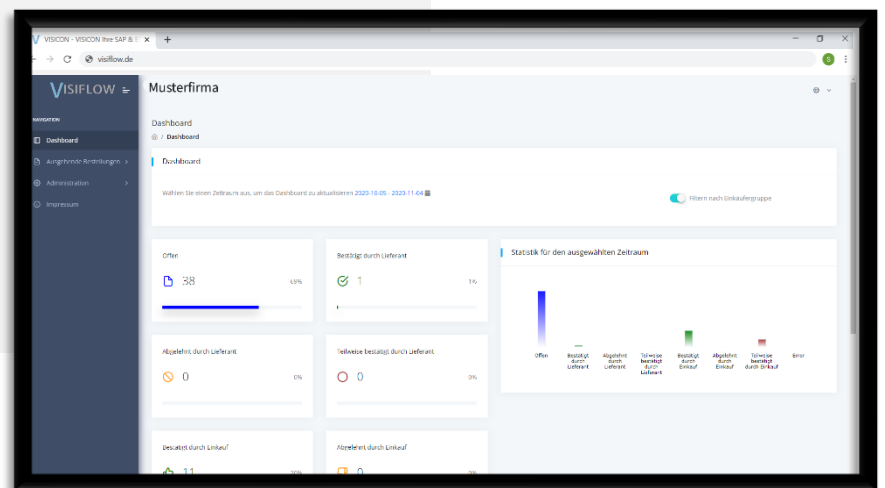 VISICON - VISICON Ihre SAP &
visiflow.de
S
VISIFLOW
Musterfirma
NAVIGATION
Dashboard
Ausgehende Bestellungen
Administration
Impressum
Dashboard
/ Dashboard
Dashboard
Wählen Sie einen Zeitraum aus, um das Dashboard zu aktualisieren 2020-10-05 - 2020-11-04
Filtern nach Einkäufergruppe
Offen
38
69%
Bestätigt durch Lieferant
1
1%
Statistik für den ausgewählten Zeitraum
Offen
Bestätigt durch Lieferant
Abgelehnt durch Lieferant
Teilweise bestätigt durch Lieferant
Bestätigt durch Einkauf
Abgelehnt durch Einkauf
Teilweise bestätigt durch Einkauf
Error
Abgelehnt durch Lieferant
0
0%
Teilweise bestätigt durch Lieferant
0
0%
Bestätigt durch Einkauf
11
Abgelehnt durch Einkauf
0
0%